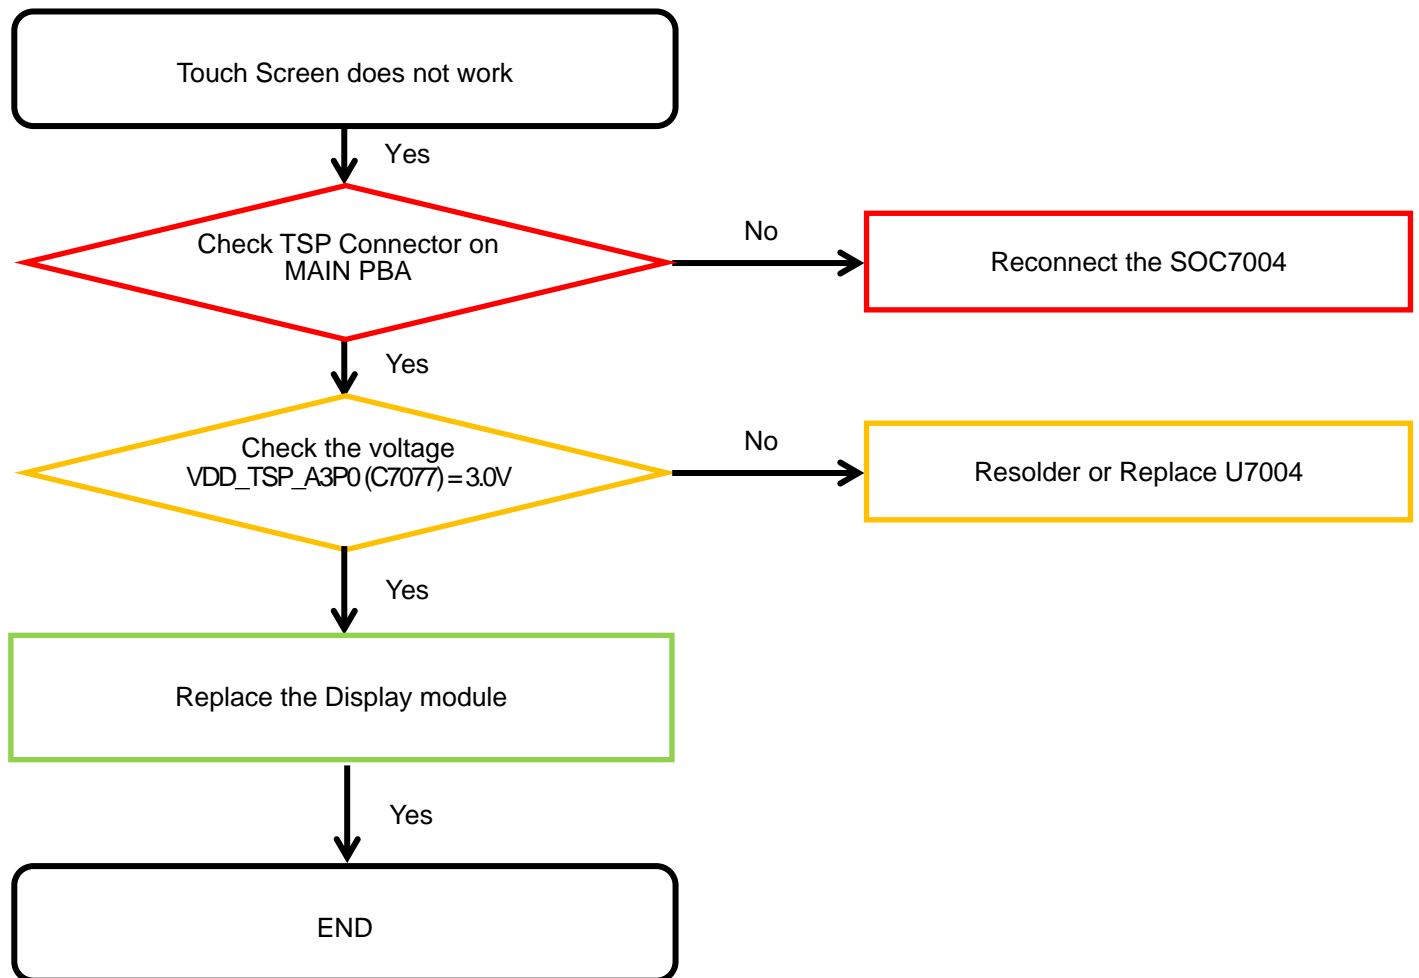 Touch Screen does not work
Yes
Check TSP Connector on
MAIN PBA
No
Reconnect the SOC7004
Yes
Check the voltage
VDD_TSP_A3P0 (C7077) = 3.0V
No
Resolder or Replace U7004
Yes
Replace the Display module
Yes
END